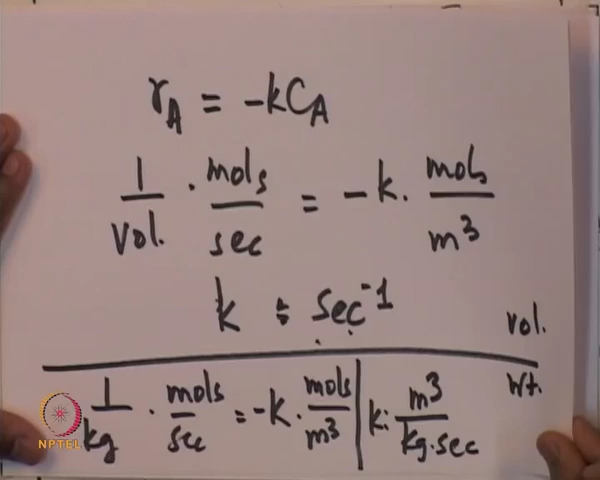 r_A = -kC_A
1/vol. · mols/sec = -k · mols/m³
k : sec⁻¹
vol.
wt.
1/kg · mols/sec = -k · mols/m³ | k: m³/kg·sec
NPTEL